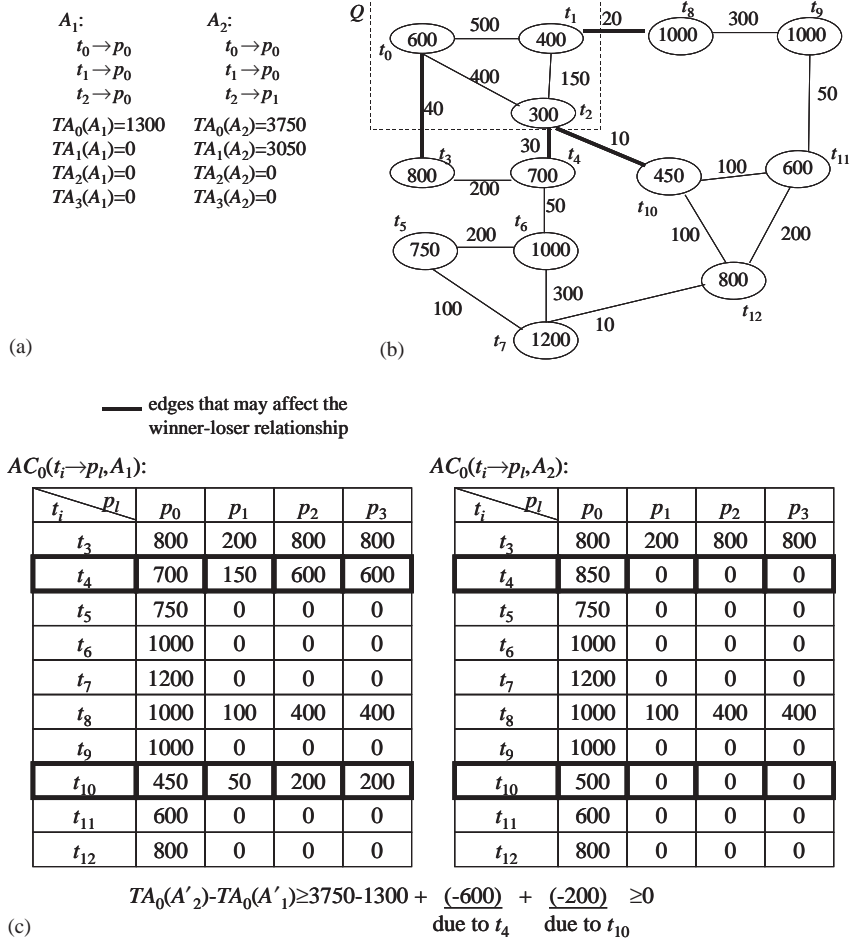 A1: A2:
t0→p0 t0→p0
t1→p0 t1→p0
t2→p0 t2→p1
TA0(A1)=1300 TA0(A2)=3750
TA1(A1)=0 TA1(A2)=3050
TA2(A1)=0 TA2(A2)=0
TA3(A1)=0 TA3(A2)=0
(a)
Q t1 t8 t9
600 500 400 20 1000 300 1000
t0
400 150
300 t2
40 50
30 10
t3 t4 t11
800 200 700 450 100 600
t10
50
t5 t6
750 200 1000 100 200
800
100 300 t12
10
t7 1200
(b)
edges that may affect the
winner-loser relationship
AC0(ti→pl,A1):
ti pl p0 p1 p2 p3
t3 800 200 800 800
t4 700 150 600 600
t5 750 0 0 0
t6 1000 0 0 0
t7 1200 0 0 0
t8 1000 100 400 400
t9 1000 0 0 0
t10 450 50 200 200
t11 600 0 0 0
t12 800 0 0 0
AC0(ti→pl,A2):
ti pl p0 p1 p2 p3
t3 800 200 800 800
t4 850 0 0 0
t5 750 0 0 0
t6 1000 0 0 0
t7 1200 0 0 0
t8 1000 100 400 400
t9 1000 0 0 0
t10 500 0 0 0
t11 600 0 0 0
t12 800 0 0 0
TA0(A′2)-TA0(A′1)≥3750-1300 + (-600) + (-200) ≥0
due to t4 due to t10
(c)